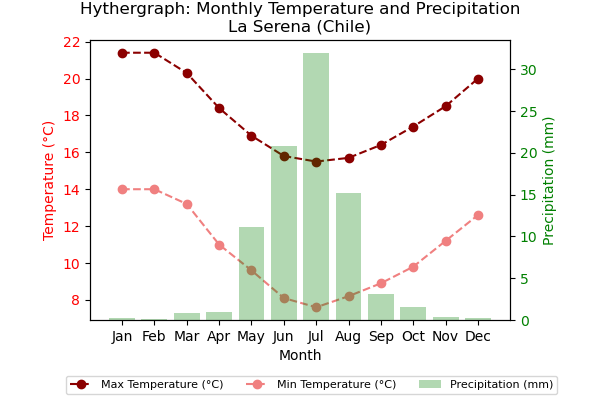 Hythergraph: Monthly Temperature and Precipitation
La Serena (Chile)
22
20
18
16
14
12
10
8
Temperature (°C)
30
25
20
15
10
5
0
Precipitation (mm)
Jan Feb Mar Apr May Jun Jul Aug Sep Oct Nov Dec
Month
Max Temperature (°C) Min Temperature (°C) Precipitation (mm)